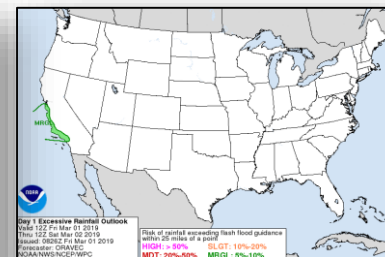 MRGL
NOAA
Day 1 Excessive Rainfall Outlook
Valid 12Z Fri Mar 01 2019
Thru 12Z Sat Mar 02 2019
Issued: 0826Z Fri Mar 01 2019
Forecaster: ORAVEC
NOAA/NWS/NCEP/WPC
Risk of rainfall exceeding flash flood guidance
within 25 miles of a point
HIGH: > 50% SLGT: 10%-20%
MDT: 20%-50% MRGL: 5%-10%